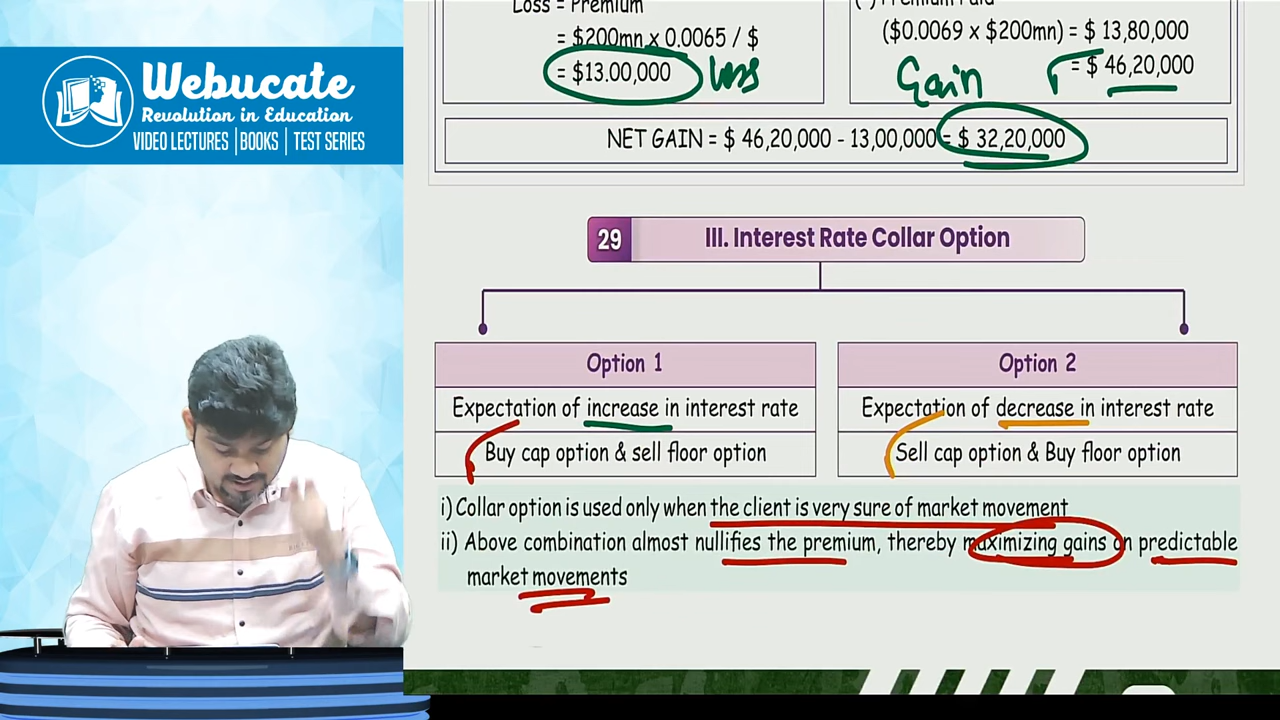 Webucate
Revolution in Education
VIDEO LECTURES | BOOKS | TEST SERIES
Loss = Premium
= $200mn x 0.0065 / $
= $13.00,000 loss
Premium Paid
($0.0069 x $200mn) = $ 13,80,000
Gain = $ 46,20,000
NET GAIN = $ 46,20,000 - 13,00,000 = $ 32,20,000
29 III. Interest Rate Collar Option
Option 1
Expectation of increase in interest rate
Buy cap option & sell floor option
Option 2
Expectation of decrease in interest rate
Sell cap option & Buy floor option
i) Collar option is used only when the client is very sure of market movement
ii) Above combination almost nullifies the premium, thereby maximizing gains on predictable
market movements